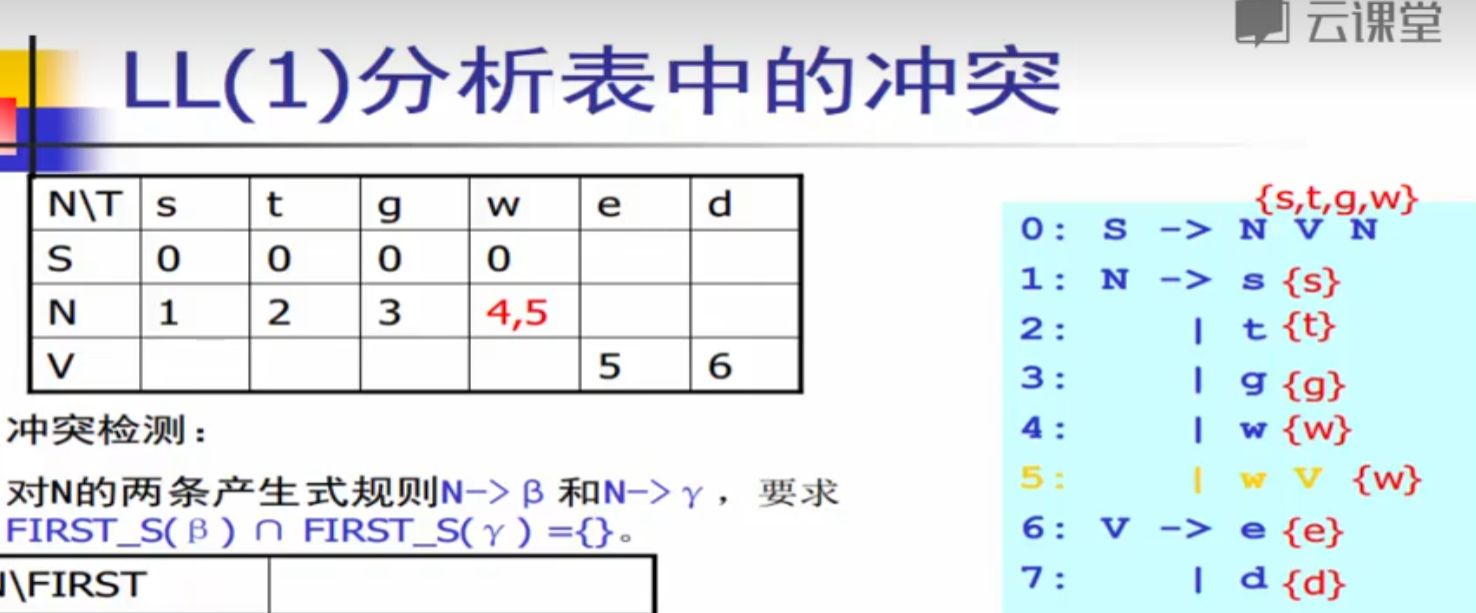 云课堂
LL(1)分析表中的冲突
N\T s t g w e d
S 0 0 0 0
N 1 2 3 4,5
V 5 6
冲突检测：
对N的两条产生式规则N->β 和N->γ，要求
FIRST_S(β) ∩ FIRST_S(γ) ={}。
N\FIRST
{s,t,g,w}
0: S -> N V N
1: N -> s {s}
2: | t {t}
3: | g {g}
4: | w {w}
5: | w V {w}
6: V -> e {e}
7: | d {d}